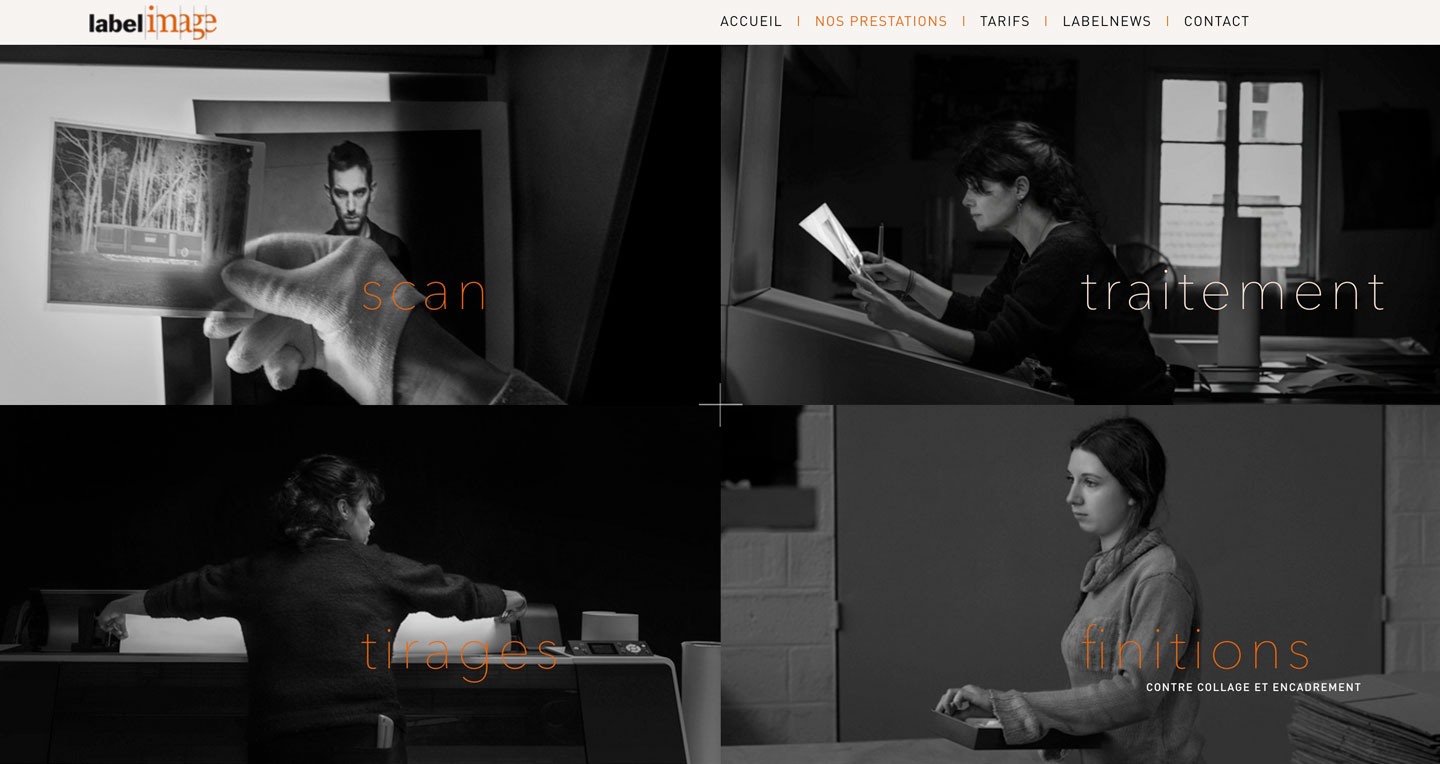 labelimage
ACCUEIL | NOS PRESTATIONS | TARIFS | LABELNEWS | CONTACT
scan
traitement
tirages
finitions
CONTRE COLLAGE ET ENCADREMENT